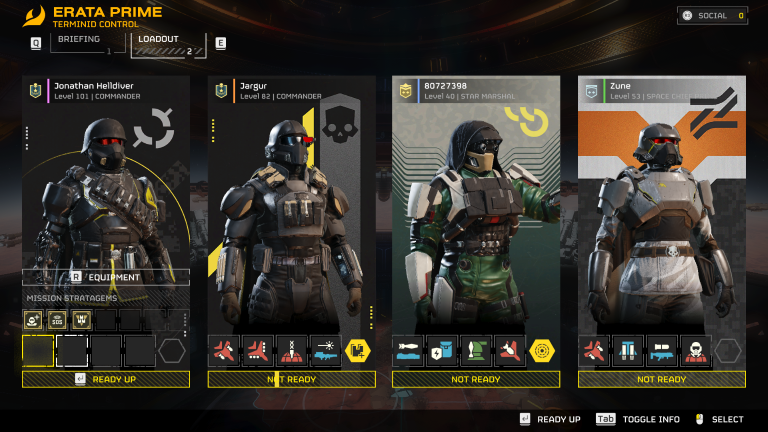 ERATA PRIME
TERMINID CONTROL
SOCIAL 0
Q BRIEFING 1 LOADOUT 2 E
Jonathan Helldiver
Level 101 | COMMANDER
Jargur
Level 82 | COMMANDER
80727398
Level 40 | STAR MARSHAL
Zune
Level 53 | SPACE
R EQUIPMENT
MISSION STRATAGEMS
SOS
READY UP
NOT READY
NOT READY
NOT READY
READY UP Tab TOGGLE INFO SELECT